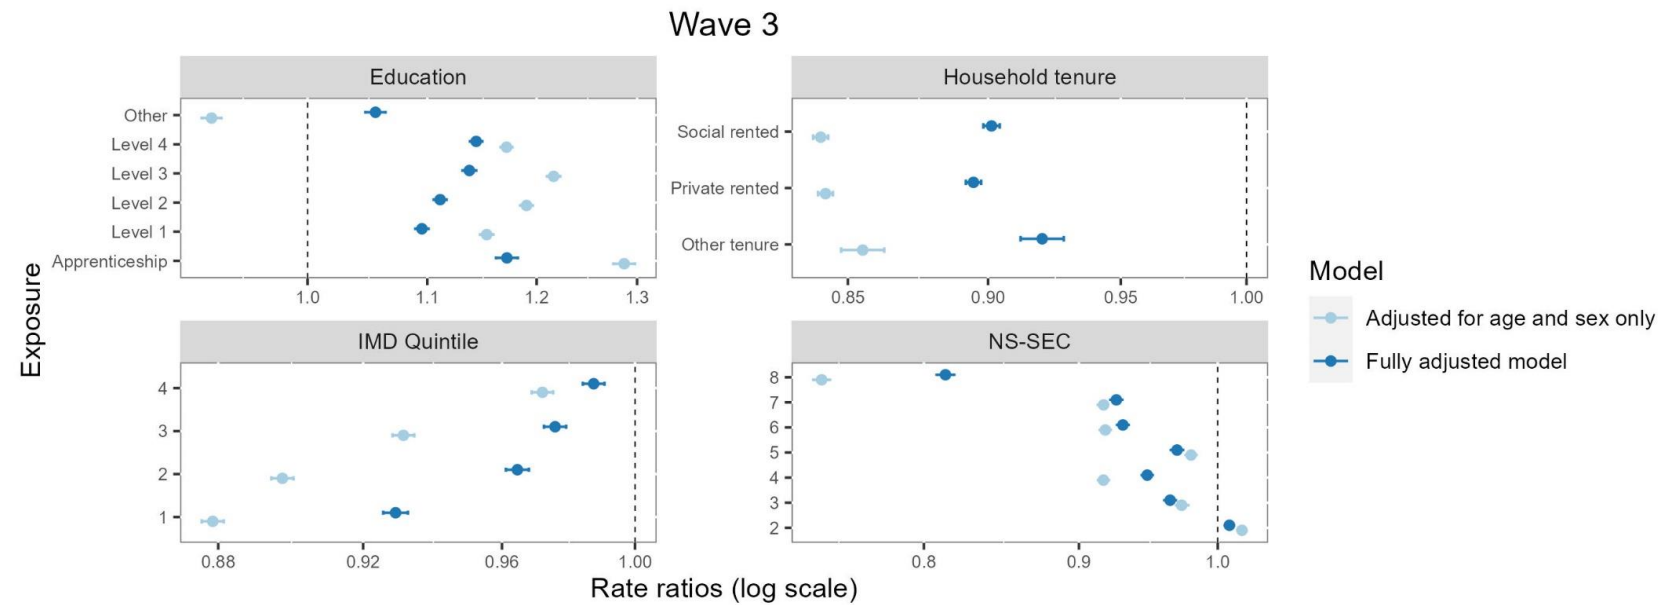 Wave 3
Education
Household tenure
Other
Level 4
Level 3
Level 2
Level 1
Apprenticeship
1.0 1.1 1.2 1.3
Social rented
Private rented
Other tenure
0.85 0.90 0.95 1.00
Exposure
IMD Quintile
NS-SEC
4
3
2
1
0.88 0.92 0.96 1.00
8
7
6
5
4
3
2
0.8 0.9 1.0
Rate ratios (log scale)
Model
Adjusted for age and sex only
Fully adjusted model